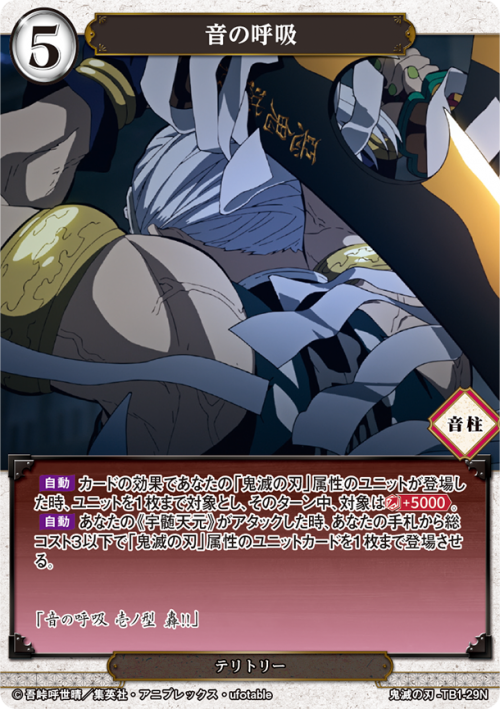 5
音の呼吸
悪鬼滅
音柱
自動 カードの効果であなたの「鬼滅の刃」属性のユニットが登場し
た時、ユニットを1枚まで対象とし、そのターン中、対象は +5000 。
自動 あなたの《宇髄天元》がアタックした時、あなたの手札から総
コスト3以下で「鬼滅の刃」属性のユニットカードを1枚まで登場させ
る。
「音の呼吸 壱ノ型 轟!!」
テリトリー
©吾峠呼世晴／集英社・アニプレックス・ufotable
鬼滅の刃 -TB1-29N